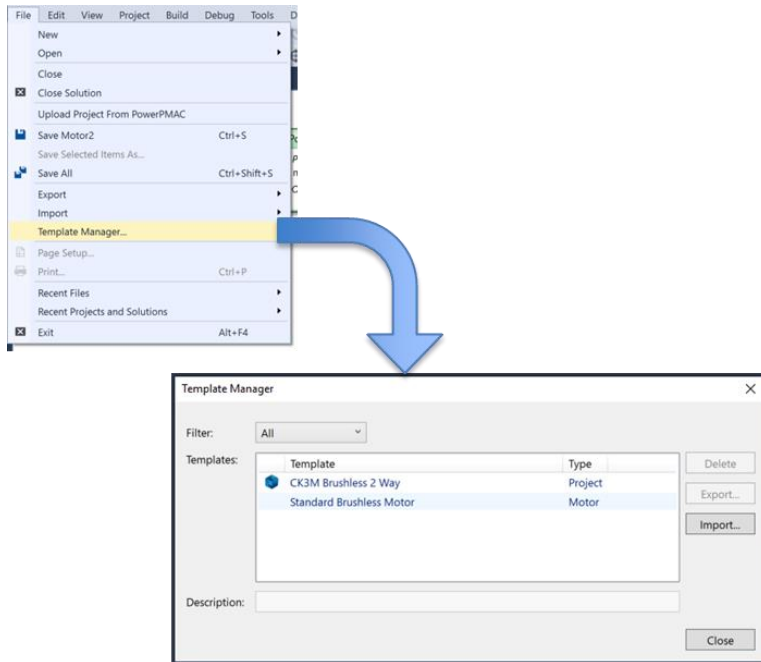 File Edit View Project Build Debug Tools D
New
Open
Close
Close Solution
Upload Project From PowerPMAC
Save Motor2 Ctrl+S
Save Selected Items As...
Save All Ctrl+Shift+S
Export
Import
Template Manager...
Page Setup...
Print... Ctrl+P
Recent Files
Recent Projects and Solutions
Exit Alt+F4
Template Manager
Filter: All
Templates: Template Type Delete
CK3M Brushless 2 Way Project
Standard Brushless Motor Motor Export...
Import...
Description:
Close